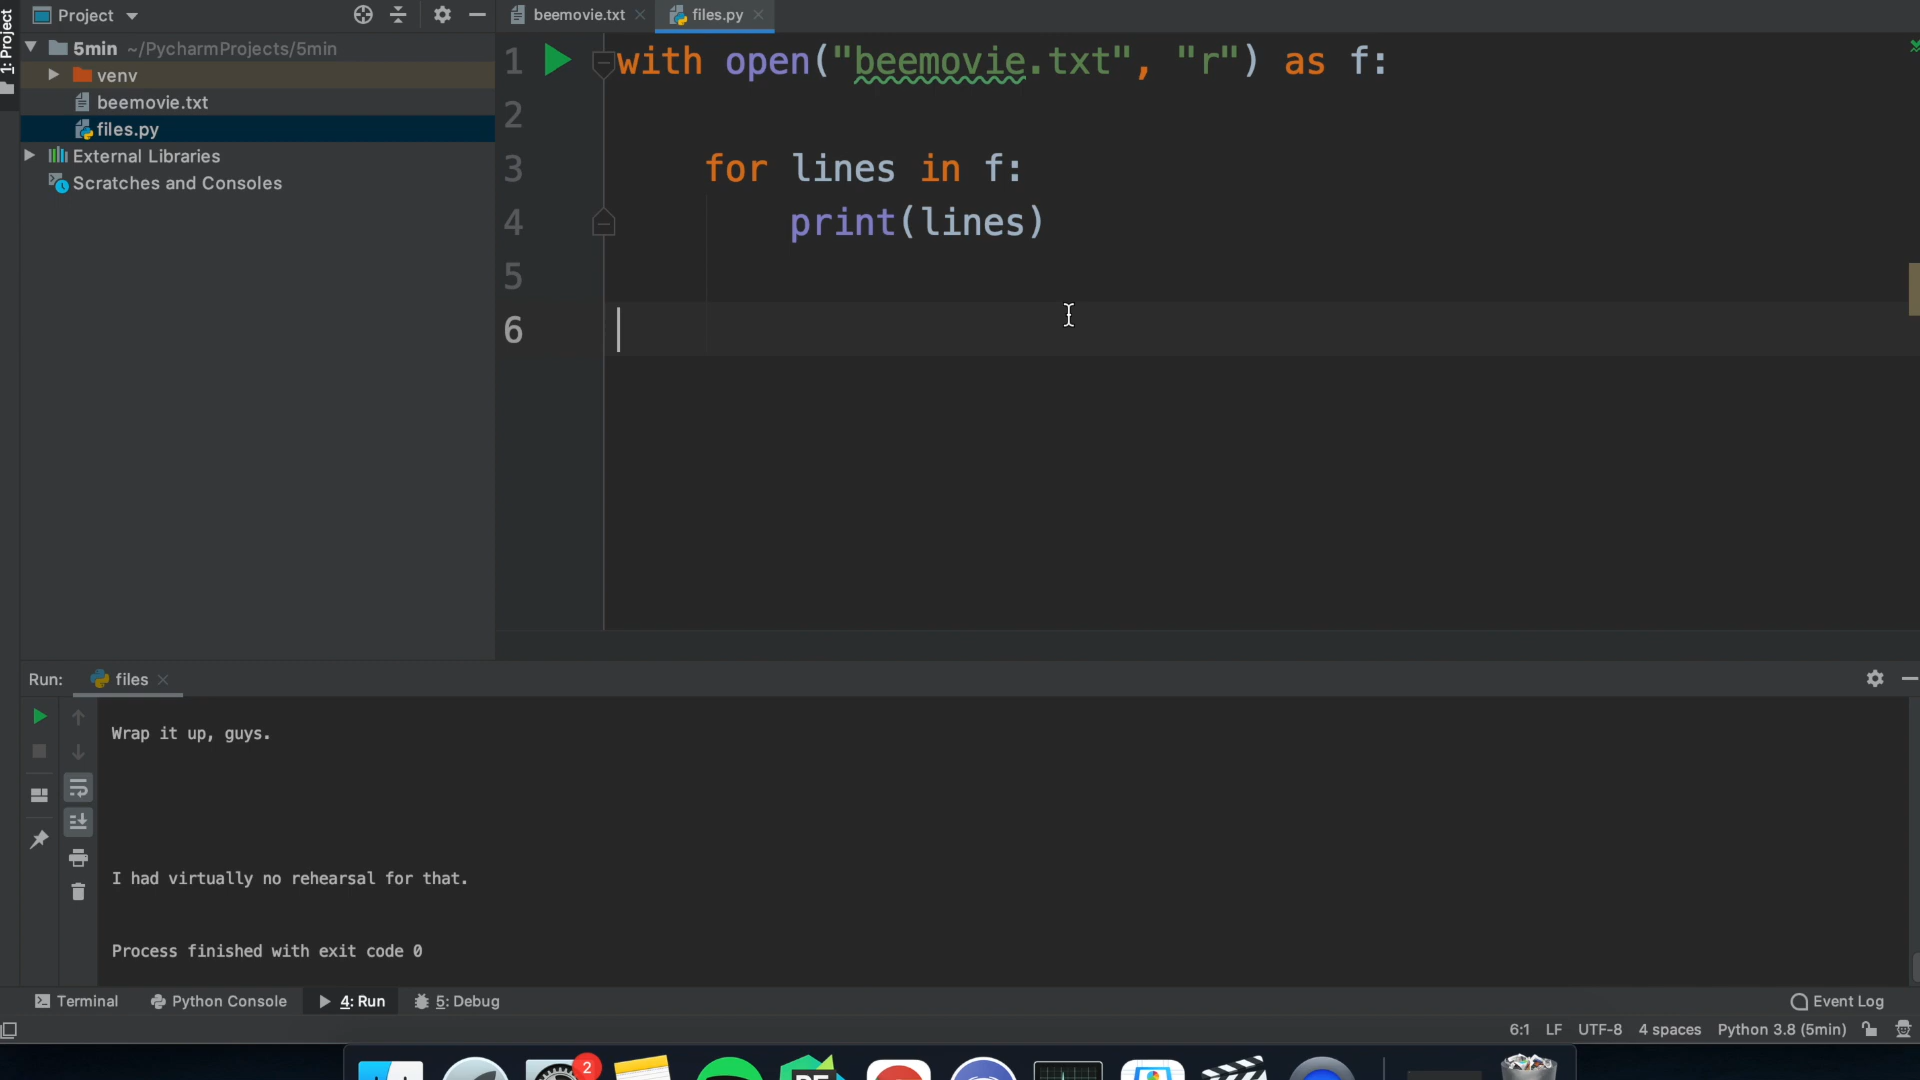 1: Project
Project
beemovie.txt
files.py
5min ~/PycharmProjects/5min
venv
beemovie.txt
files.py
External Libraries
Scratches and Consoles
1 with open("beemovie.txt", "r") as f:
2
3 for lines in f:
4 print(lines)
5
6
Run: files
Wrap it up, guys.
I had virtually no rehearsal for that.
Process finished with exit code 0
Terminal
Python Console
4: Run
5: Debug
Event Log
6:1 LF UTF-8 4 spaces Python 3.8 (5min)
2